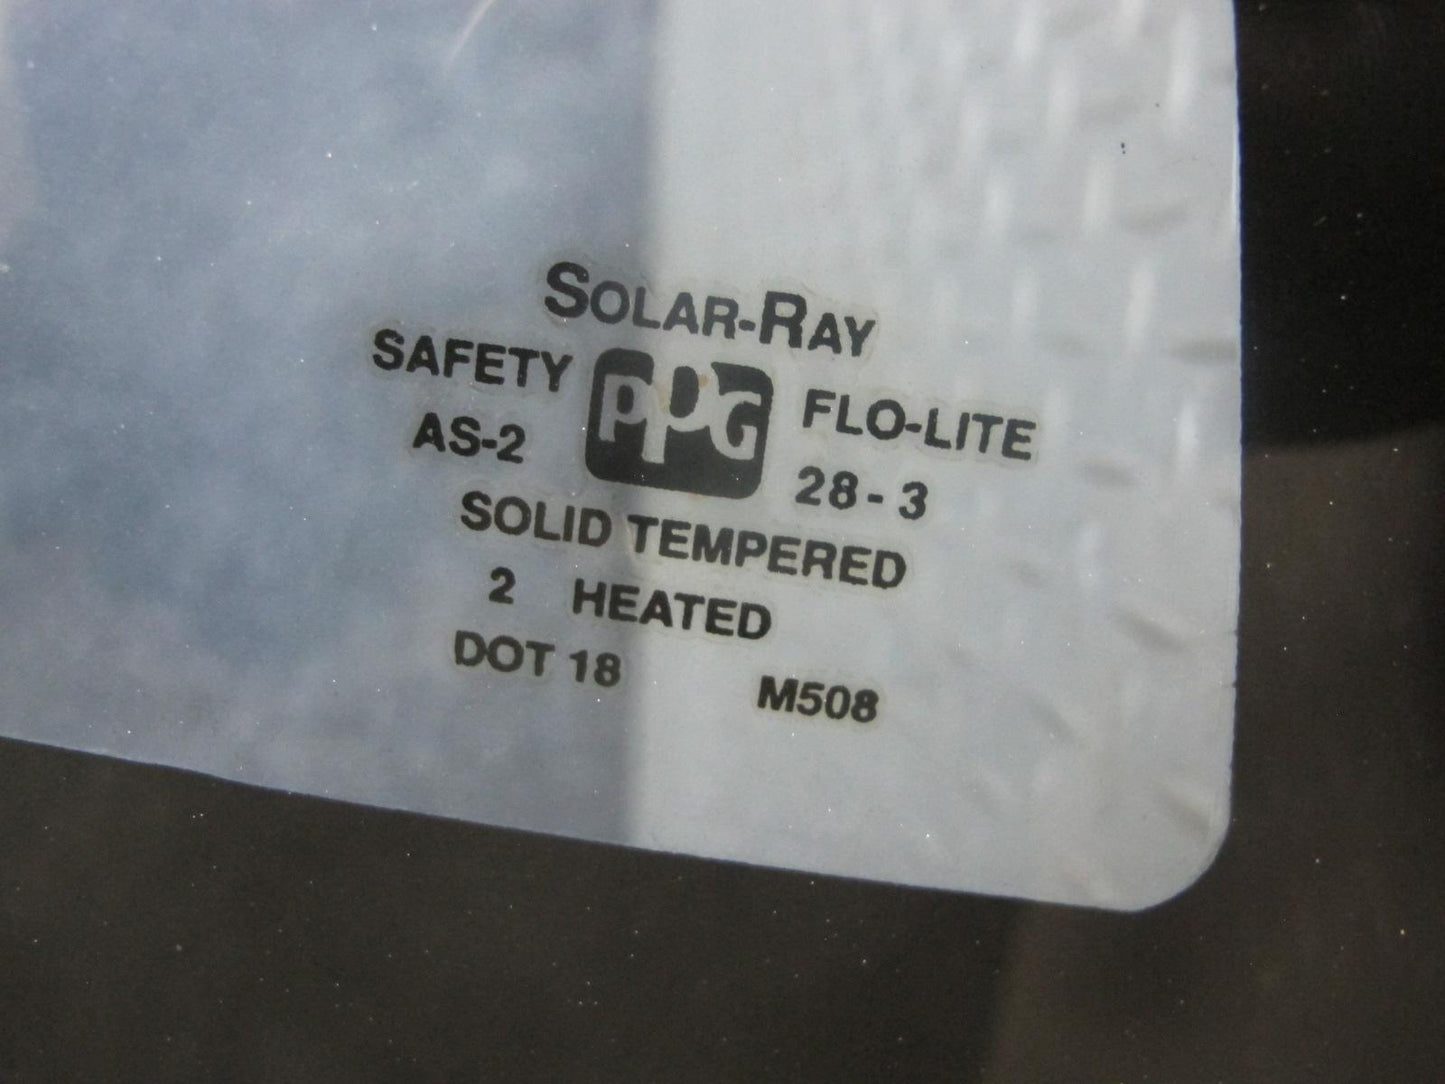 SOLAR-RAY
SAFETY PPG FLO-LITE
AS-2 28-3
SOLID TEMPERED
2 HEATED
DOT 18 M508